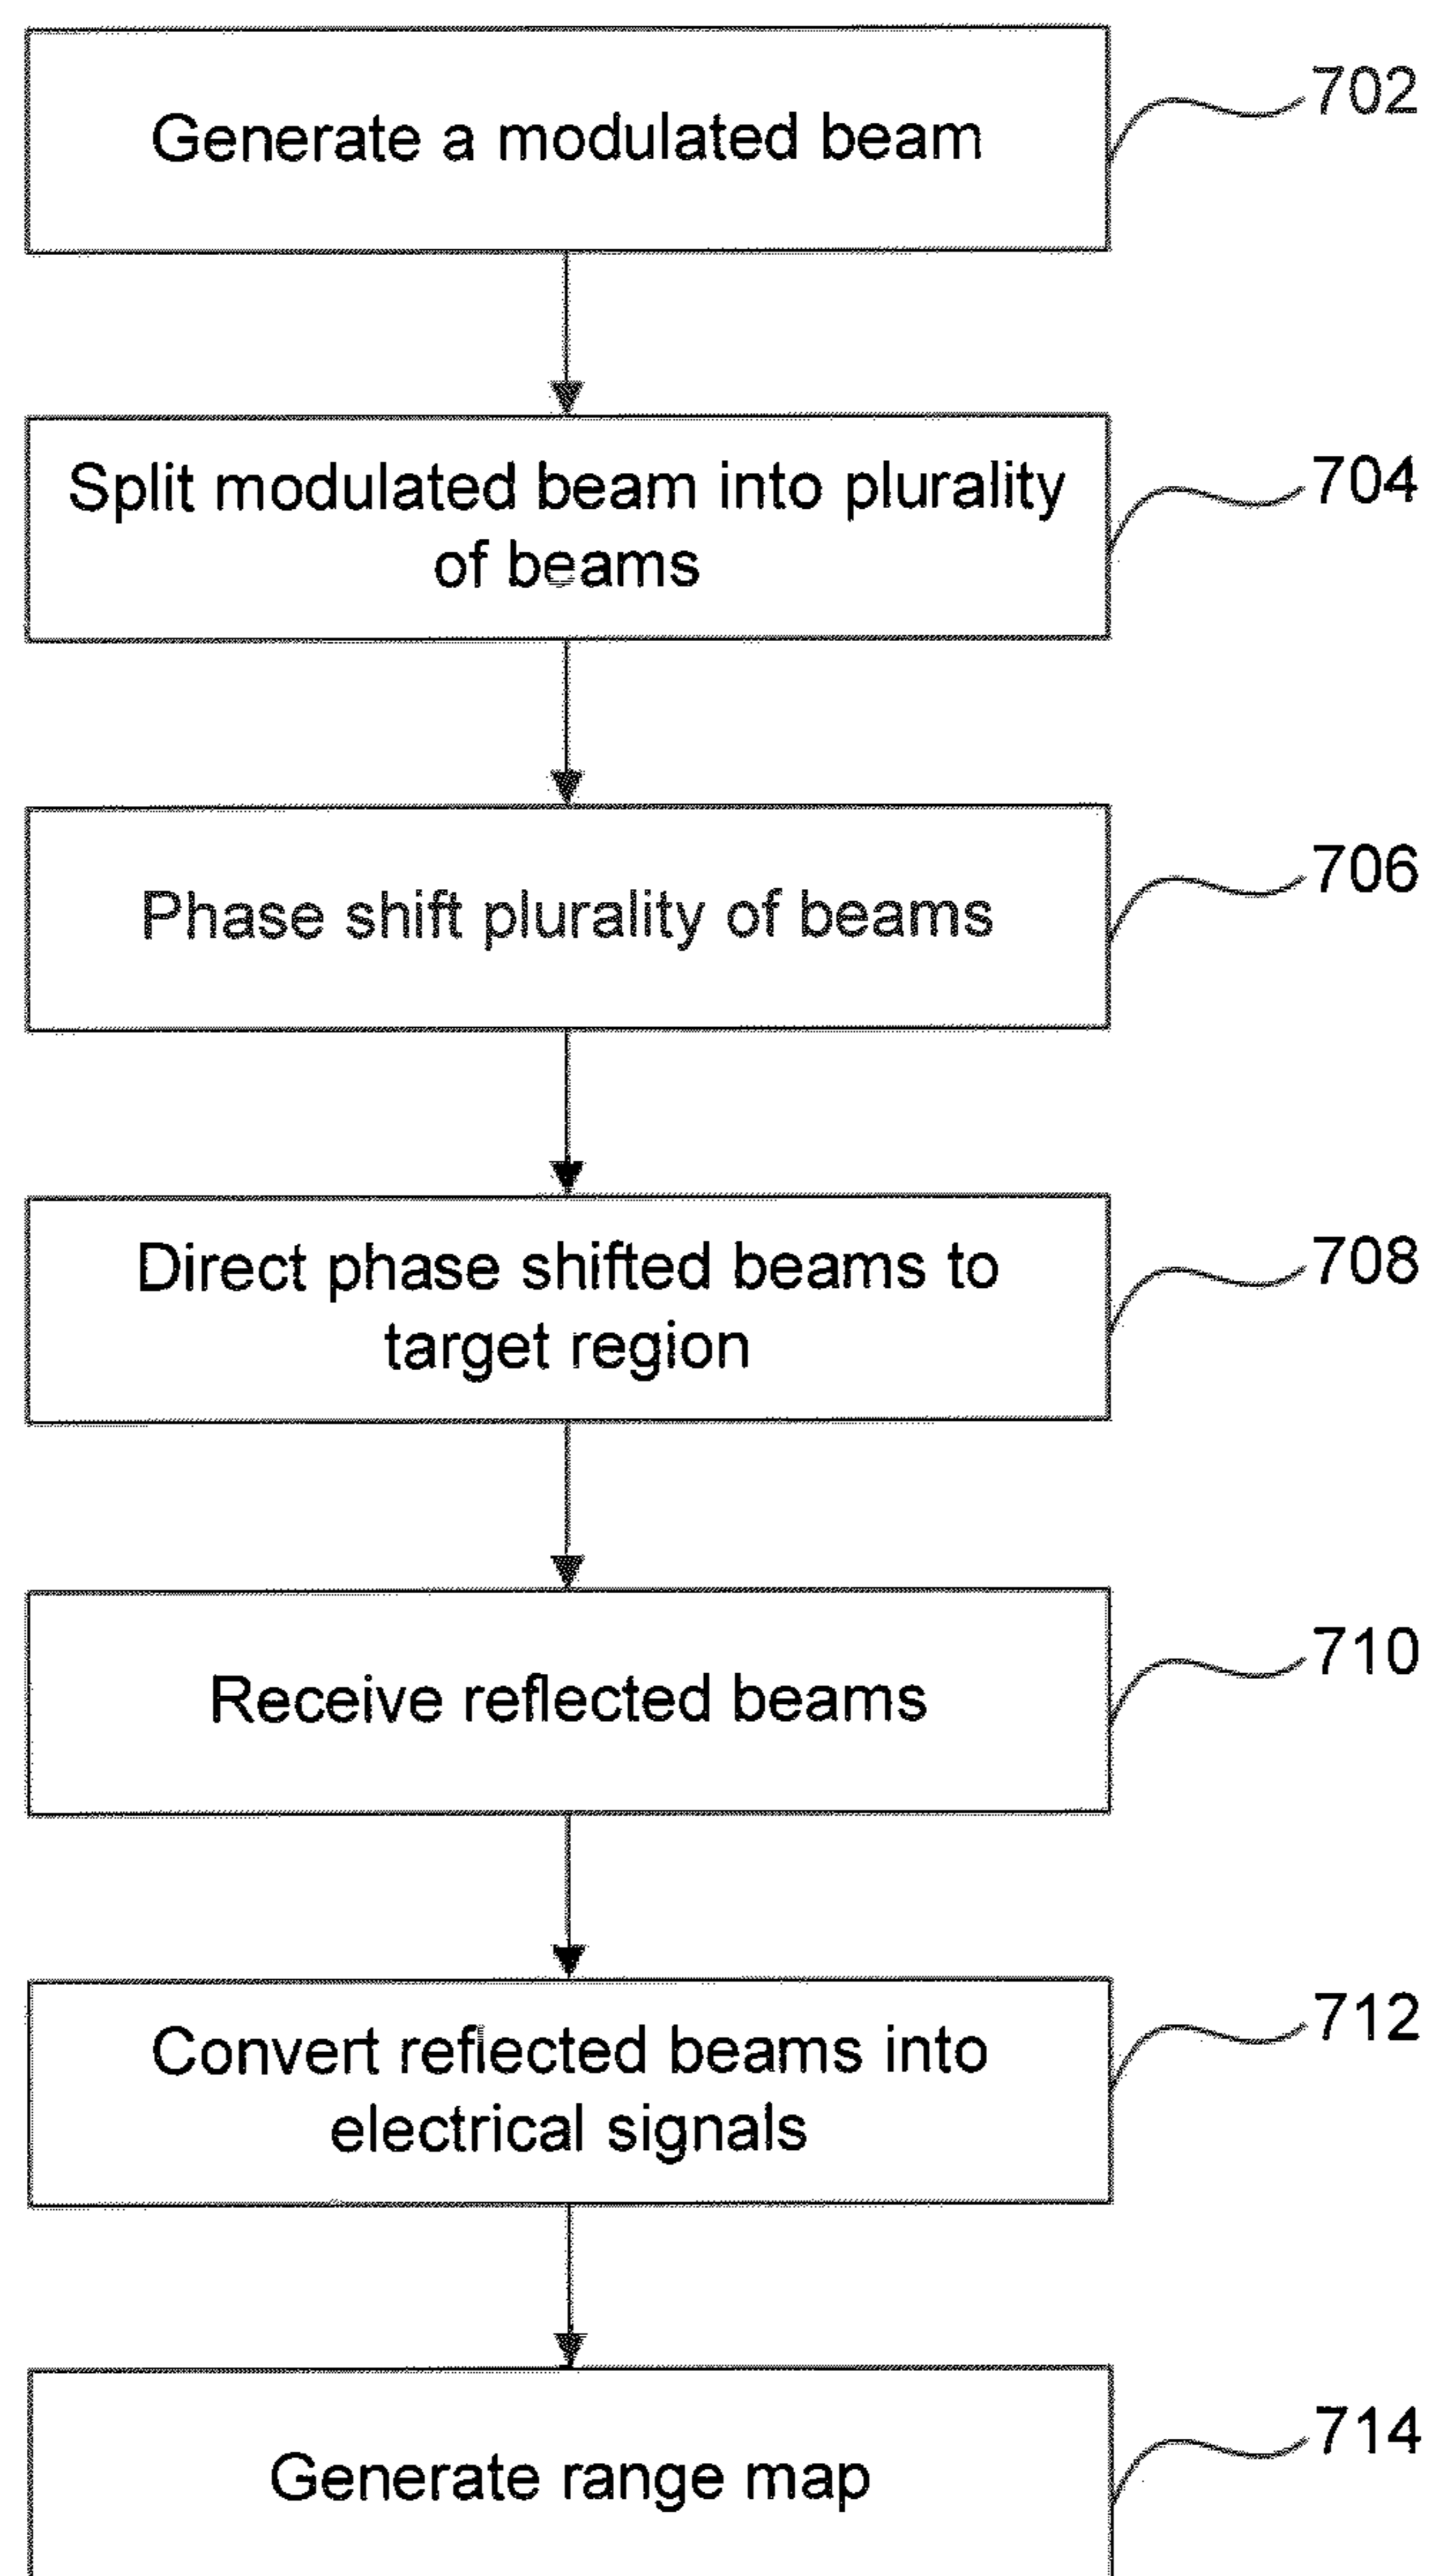 Generate a modulated beam
702
Split modulated beam into plurality
of beams
704
Phase shift plurality of beams
706
Direct phase shifted beams to
target region
708
Receive reflected beams
710
Convert reflected beams into
electrical signals
712
Generate range map
714